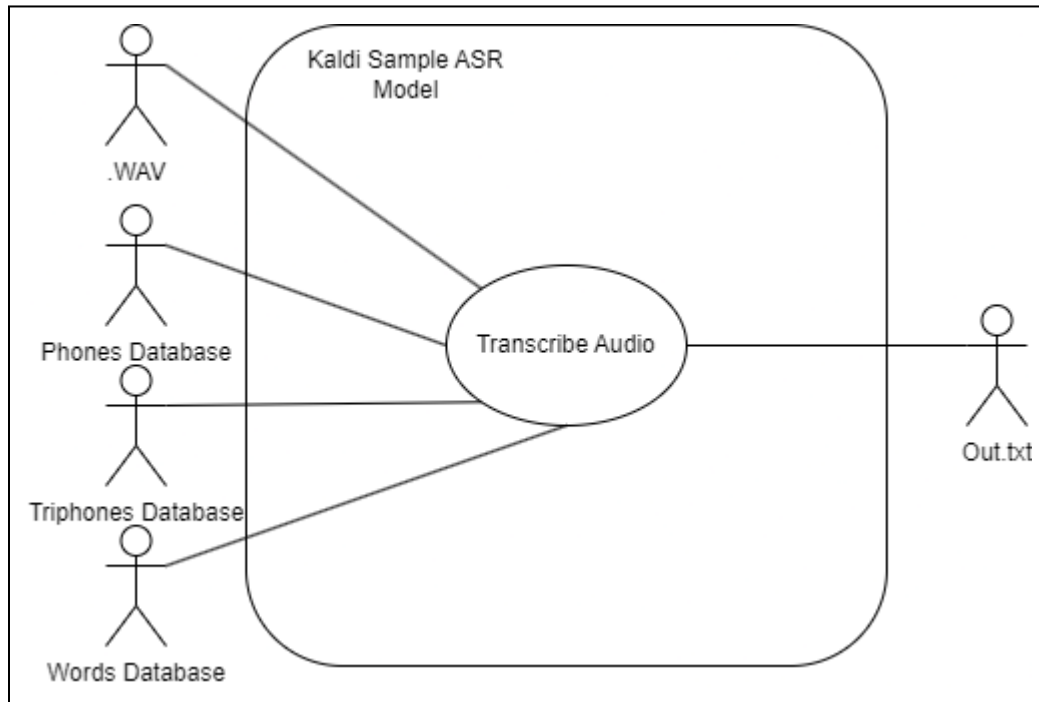 Kaldi Sample ASR
Model
.WAV
Phones Database
Transcribe Audio
Out.txt
Triphones Database
Words Database